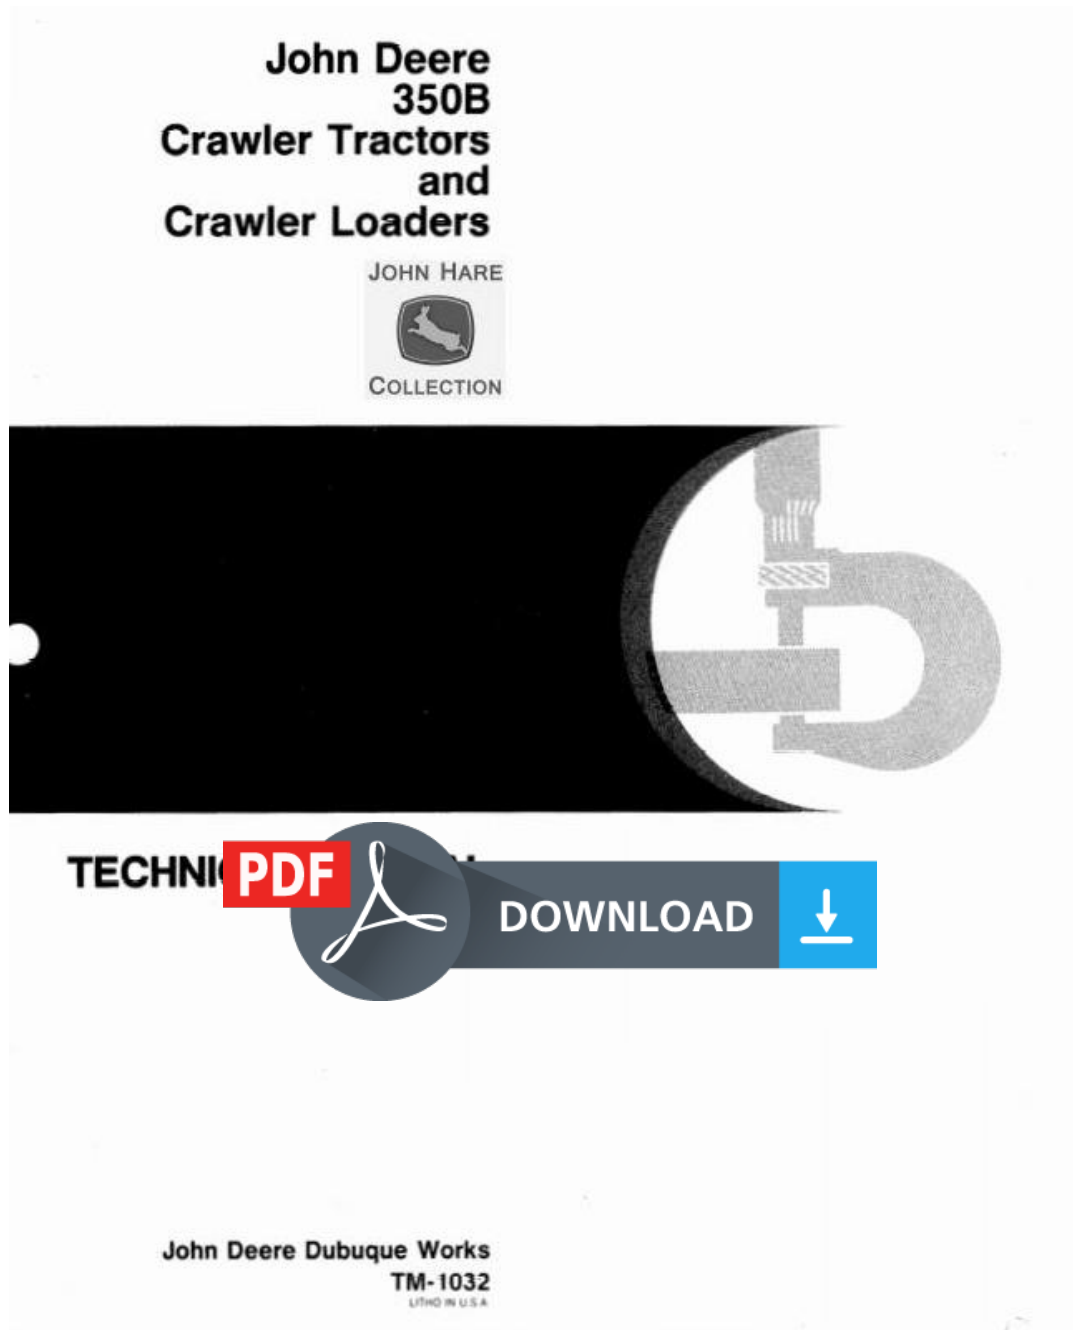 John Deere
350B
Crawler Tractors
and
Crawler Loaders
JOHN HARE
COLLECTION
PDF
DOWNLOAD
John Deere Dubuque Works
TM-1032
LITHO IN U.S.A